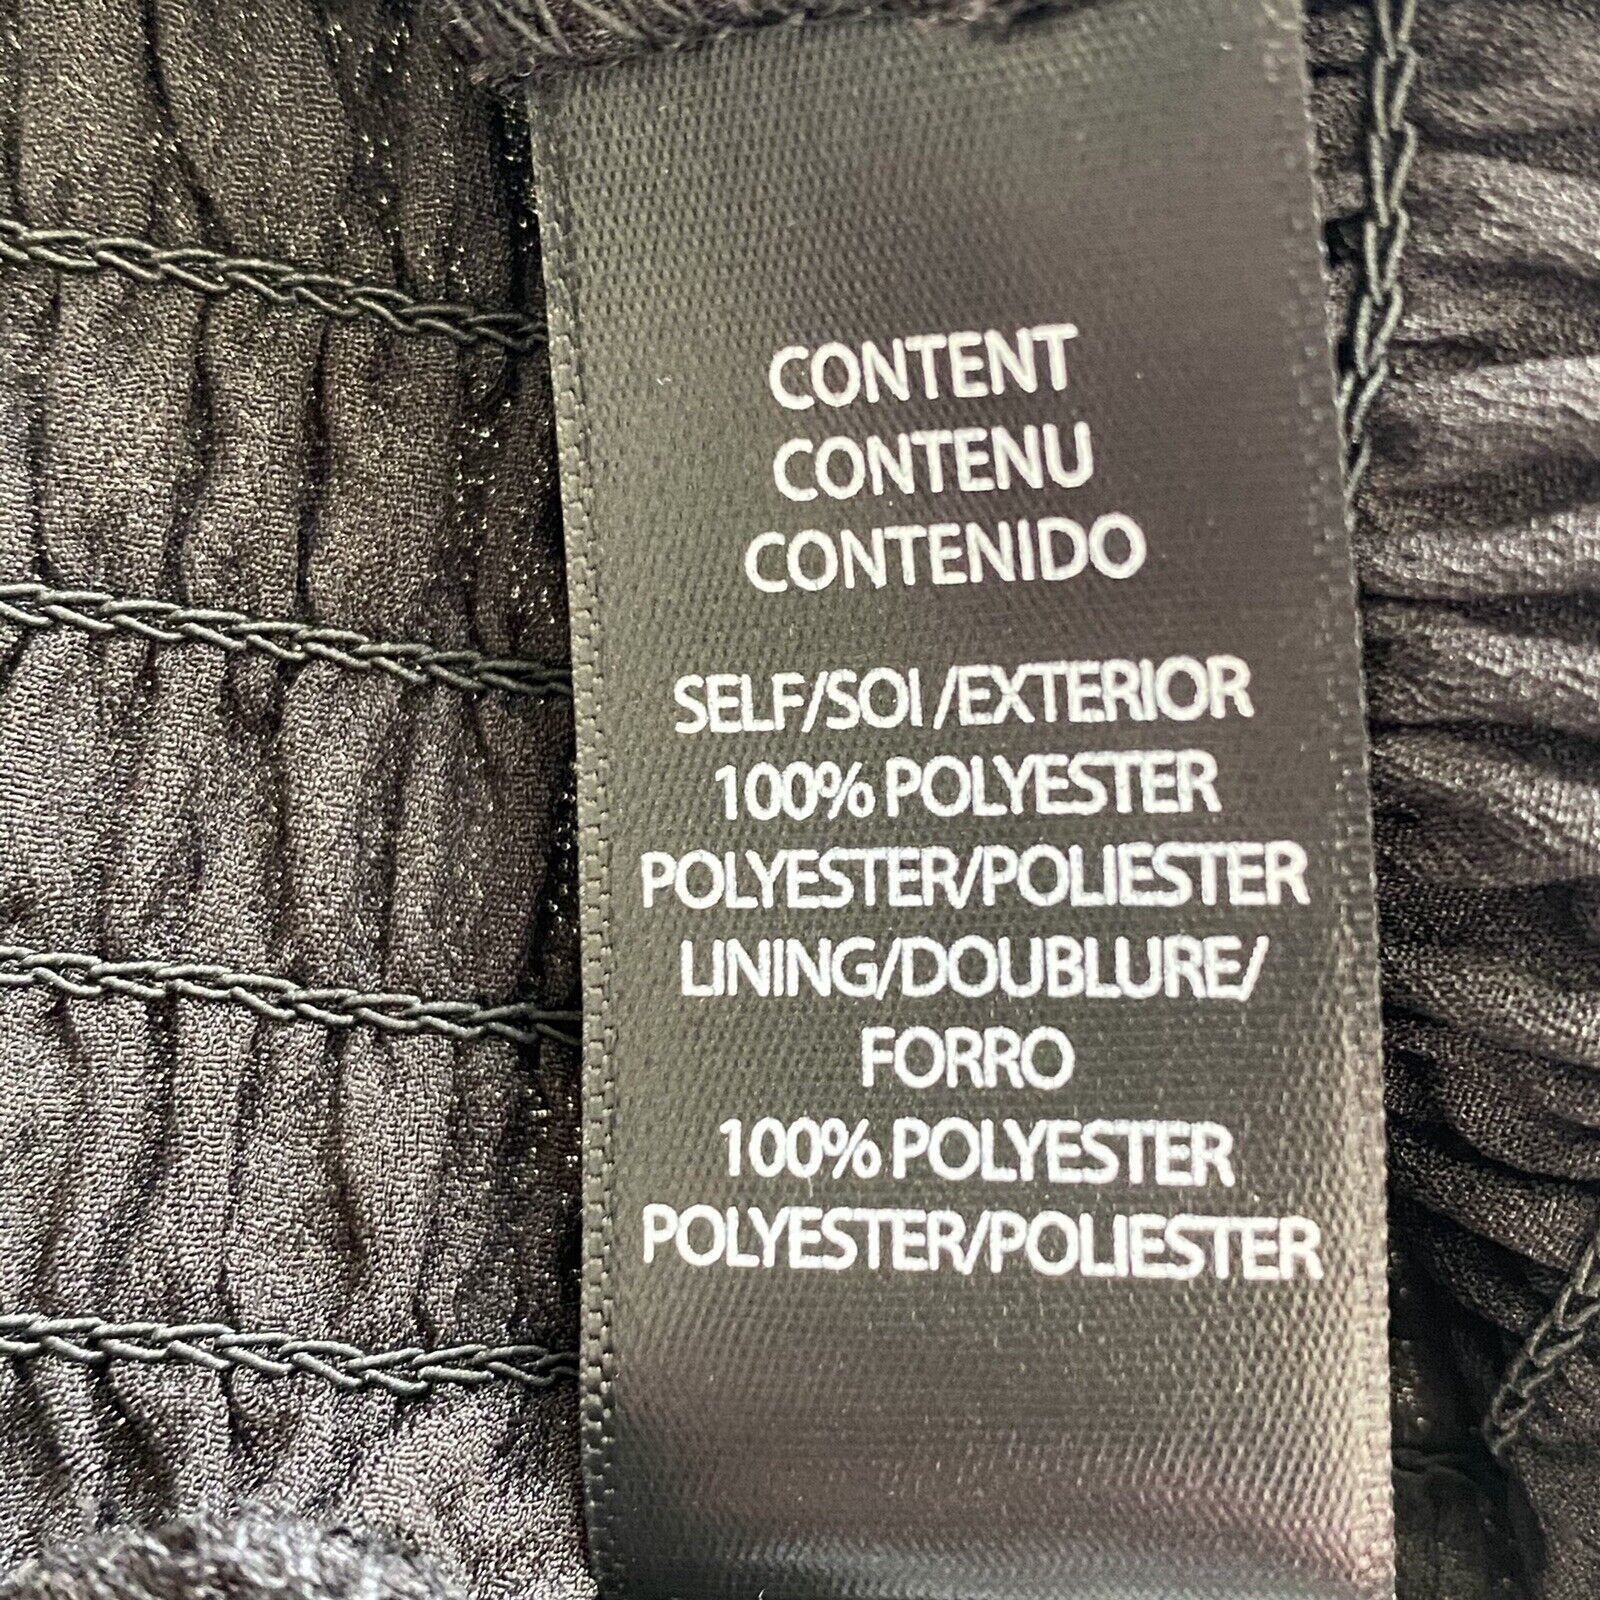 CONTENT
CONTENU
CONTENIDO
SELF/SOI/EXTERIOR
100% POLYESTER
POLYESTER/POLIESTER
LINING/DOUBLURE/
FORRO
100% POLYESTER
POLYESTER/POLIESTER